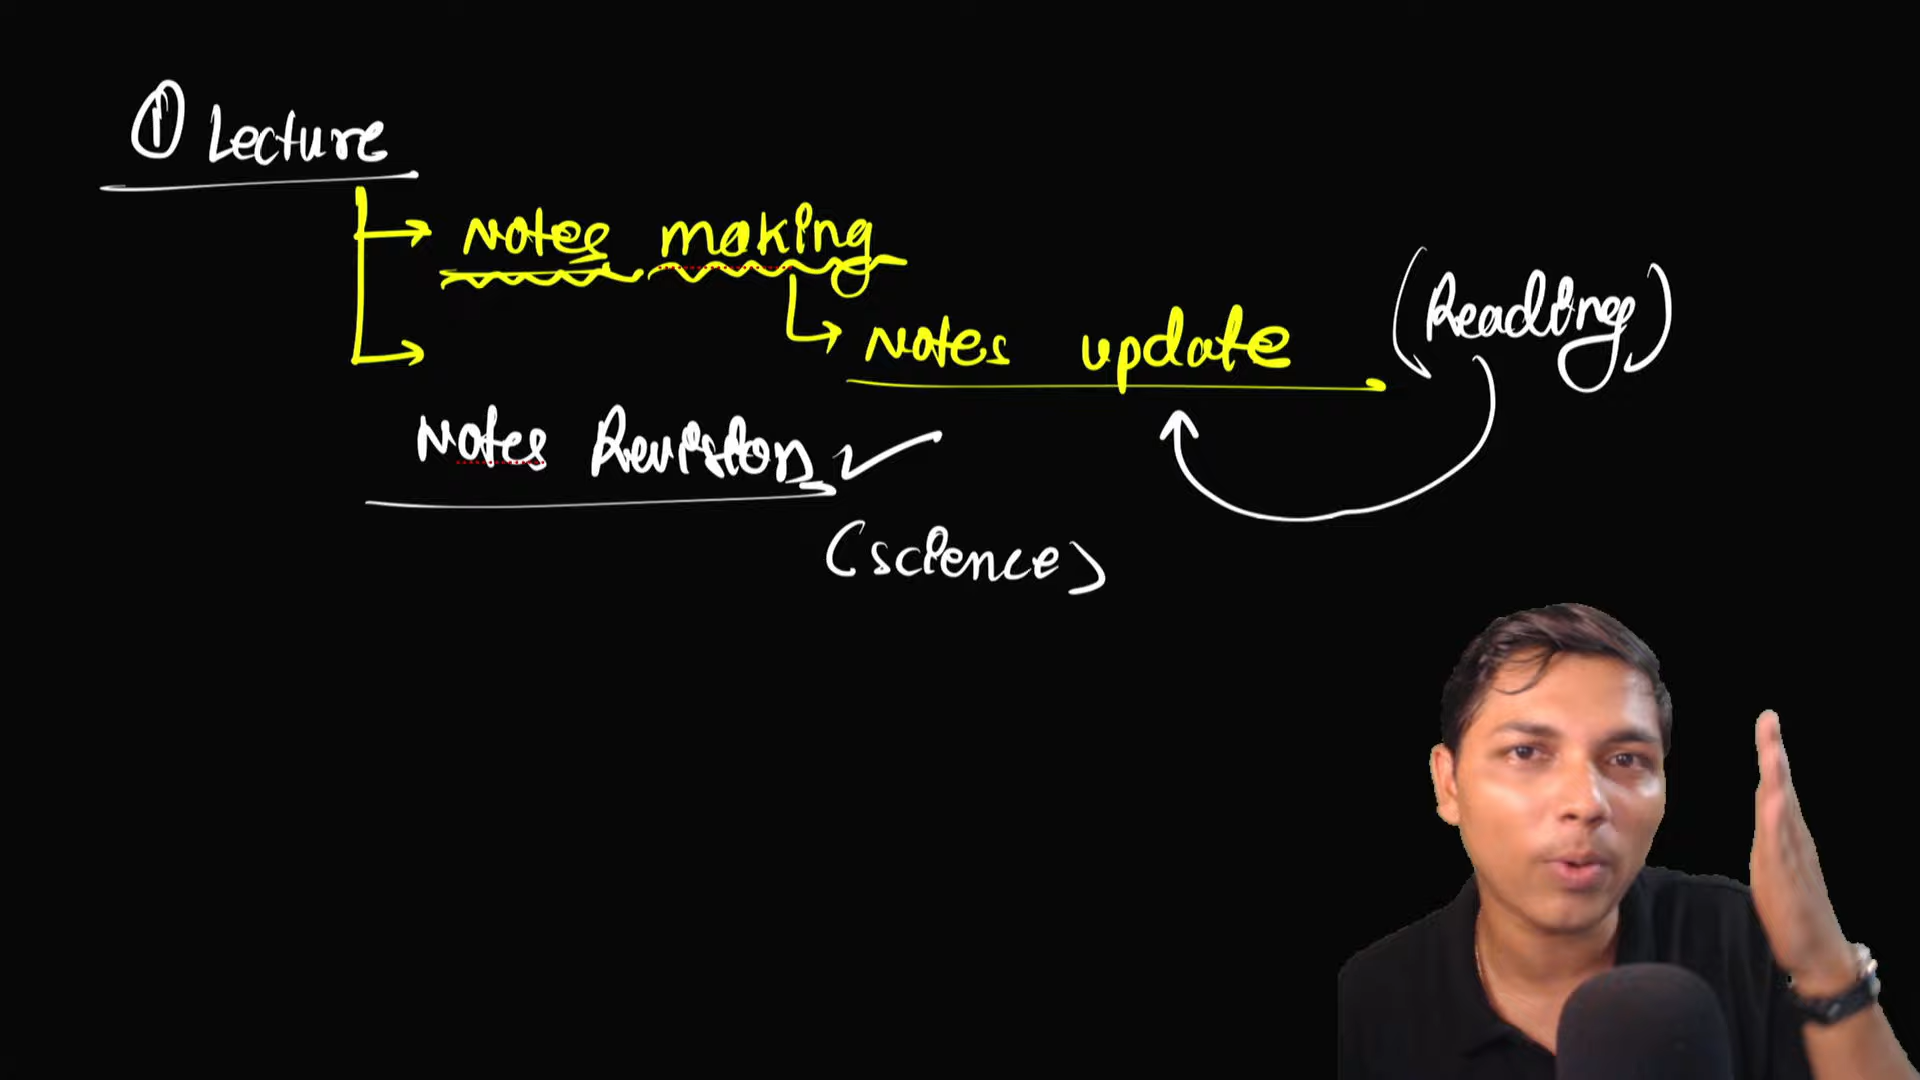 ① Lecture
→ Notes making
→ Notes update (Reading)
→ Notes Revision ✓
(science)